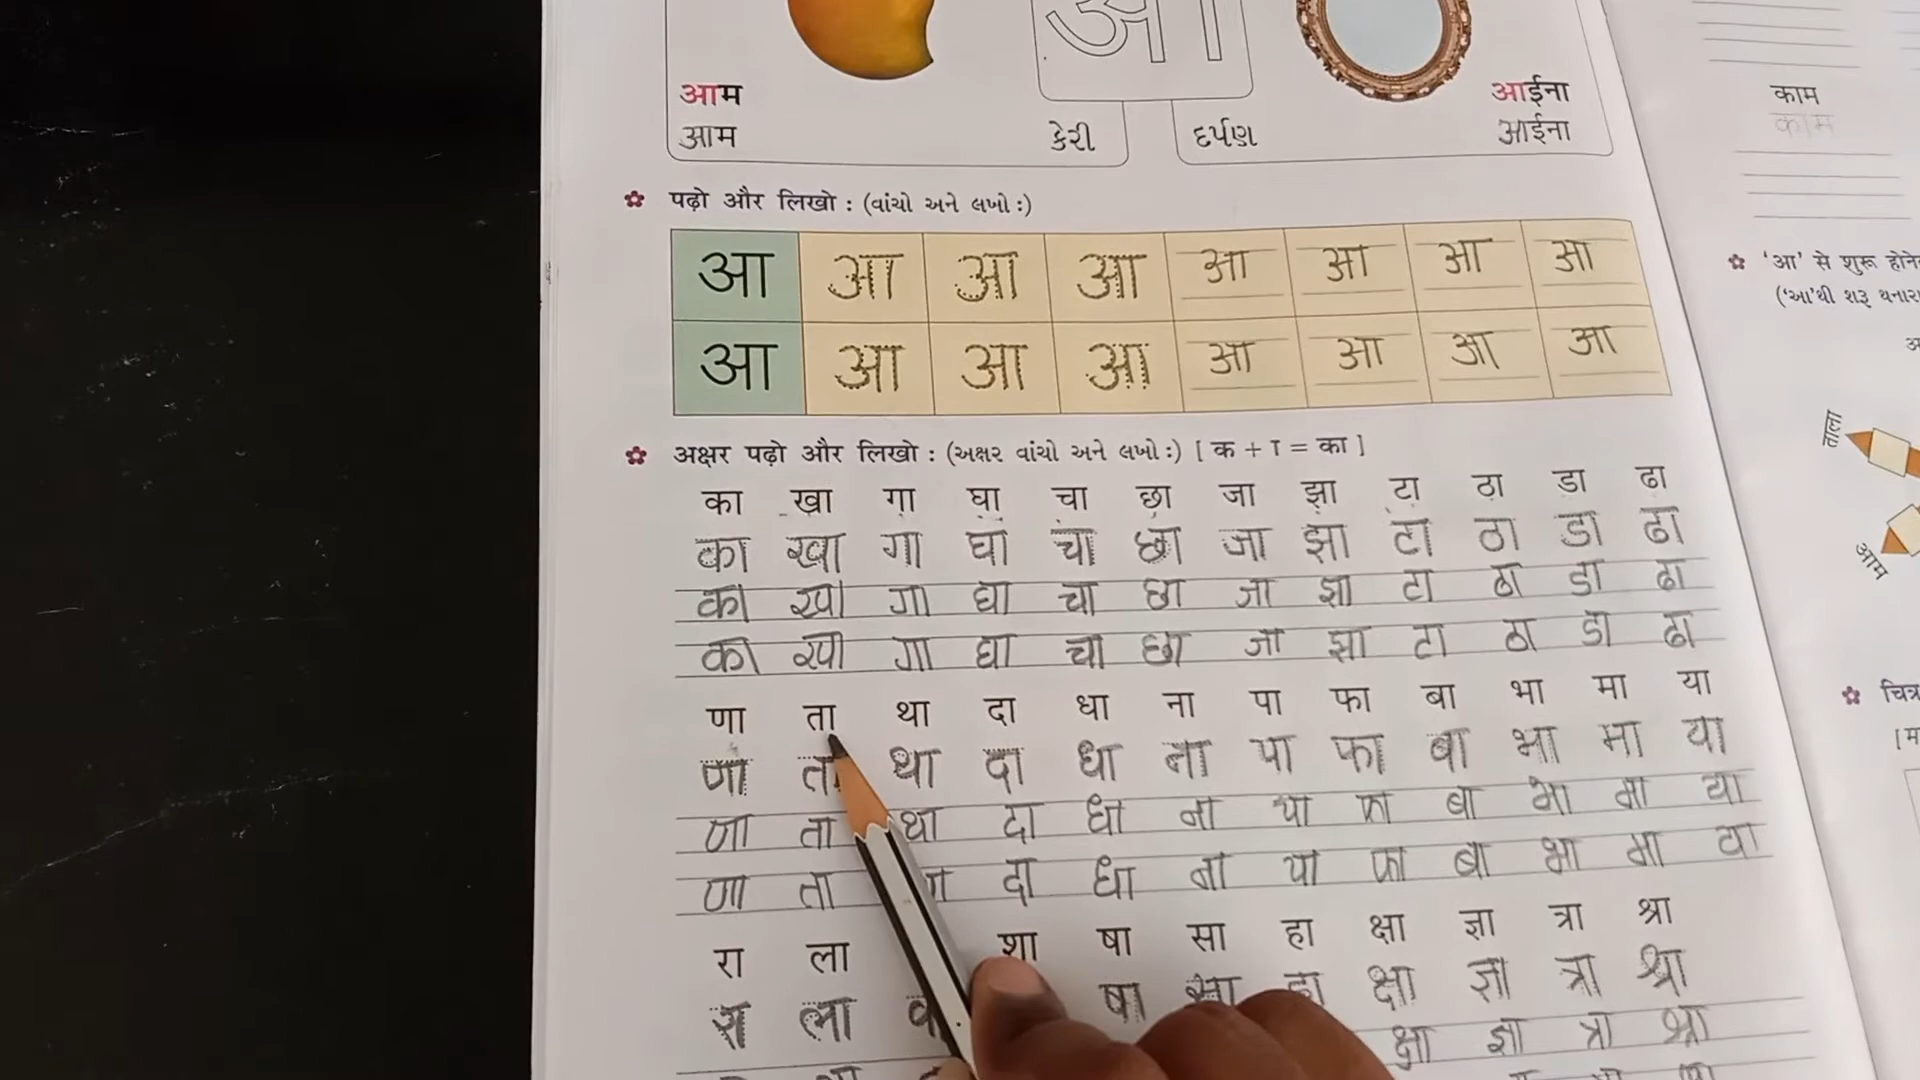 आ
आम
आम
કેરી
દર્પણ
आईना
आईना
पढ़ो और लिखो : (વાંચો અને લખો :)
आ आ आ आ आ आ आ आ
आ आ आ आ आ आ आ आ
अक्षर पढ़ो और लिखो : (અક્ષર વાંચો અને લખો :) [ क + ा = का ]
का खा गा घा चा छा जा झा टा ठा डा ढा
का खा गा घा चा छा जा झा टा ठा डा ढा
का खा गा घा चा छा जा झा टा ठा डा ढा
का खा गा घा चा छा जा झा टा ठा डा ढा
णा ता था दा धा ना पा फा बा भा मा या
णा ता था दा धा ना पा फा बा भा मा या
णा ता था दा धा ना पा फा बा भा मा या
णा ता दा धा ना पा फा बा भा मा या
रा ला शा षा सा हा क्षा ज्ञा त्रा श्रा
रा ला षा सा हा क्षा ज्ञा त्रा श्रा
क्षा ज्ञा त्रा श्रा
काम
काम
'आ' से शुरू
('આ'થી શરૂ
ताला
आम